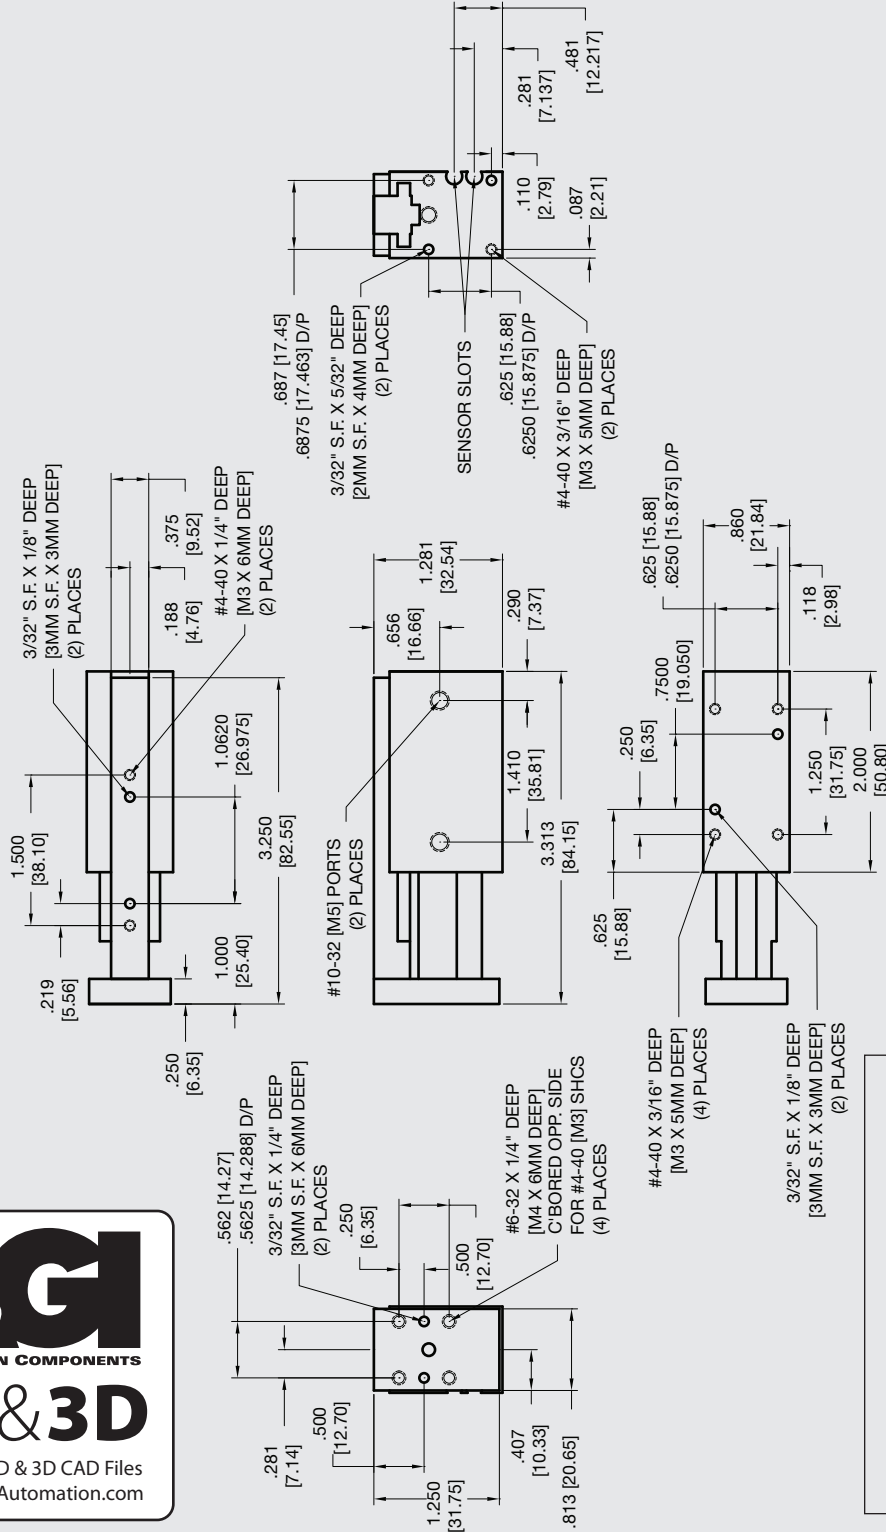 .481
[12.217]
.281
[7.137]
.110
[2.79]
.087
[2.21]
.687 [17.45]
.6875 [17.463] D/P
3/32" S.F. X 5/32" DEEP
[2MM S.F. X 4MM DEEP]
(2) PLACES
SENSOR SLOTS
.625 [15.88]
.6250 [15.875] D/P
#4-40 X 3/16" DEEP
[M3 X 5MM DEEP]
(2) PLACES
3/32" S.F. X 1/8" DEEP
[3MM S.F. X 3MM DEEP]
(2) PLACES
.375
[9.52]
#4-40 X 1/4" DEEP
[M3 X 6MM DEEP]
(2) PLACES
.188
[4.76]
1.500
[38.10]
1.0620
[26.975]
3.250
[82.55]
.219
[5.56]
1.000
[25.40]
.250
[6.35]
1.281
[32.54]
.656
[16.66]
.290
[7.37]
#10-32 [M5] PORTS
(2) PLACES
1.410
[35.81]
3.313
[84.15]
.625 [15.88]
.6250 [15.875] D/P
.860
[21.84]
.118
[2.98]
.7500
[19.050]
.250
[6.35]
1.250
[31.75]
2.000
[50.80]
.625
[15.88]
#4-40 X 3/16" DEEP
[M3 X 5MM DEEP]
(4) PLACES
3/32" S.F. X 1/8" DEEP
[3MM S.F. X 3MM DEEP]
(2) PLACES
.562 [14.27]
.5625 [14.288] D/P
3/32" S.F. X 1/4" DEEP
[3MM S.F. X 6MM DEEP]
(2) PLACES
.250
[6.35]
.500
[12.70]
#6-32 X 1/4" DEEP
[M4 X 6MM DEEP]
C'BORED OPP. SIDE
FOR #4-40 [M3] SHCS
(4) PLACES
.281
[7.14]
.500
[12.70]
1.250
[31.75]
.407
[10.33]
.813 [20.65]
GI
COMPONENTS
&3D
& 3D CAD Files
Automation.com